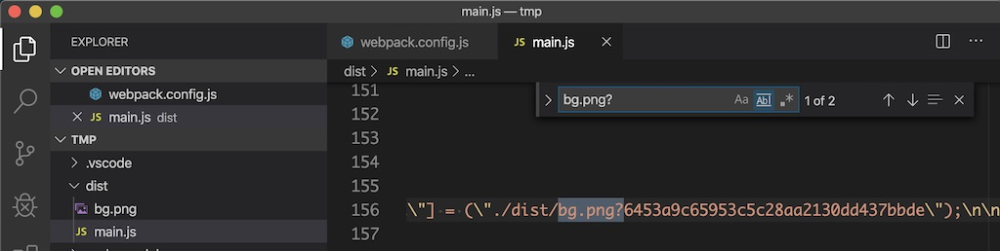 main.js — tmp
EXPLORER
webpack.config.js
JS main.js
OPEN EDITORS
dist > JS main.js > ...
webpack.config.js
JS main.js dist
bg.png?
Aa Abl .* 1 of 2
TMP
.vscode
dist
bg.png
JS main.js
151
152
153
154
155
156 \"] = (\"./dist/bg.png?6453a9c65953c5c28aa2130dd437bbde\");\n\n
157